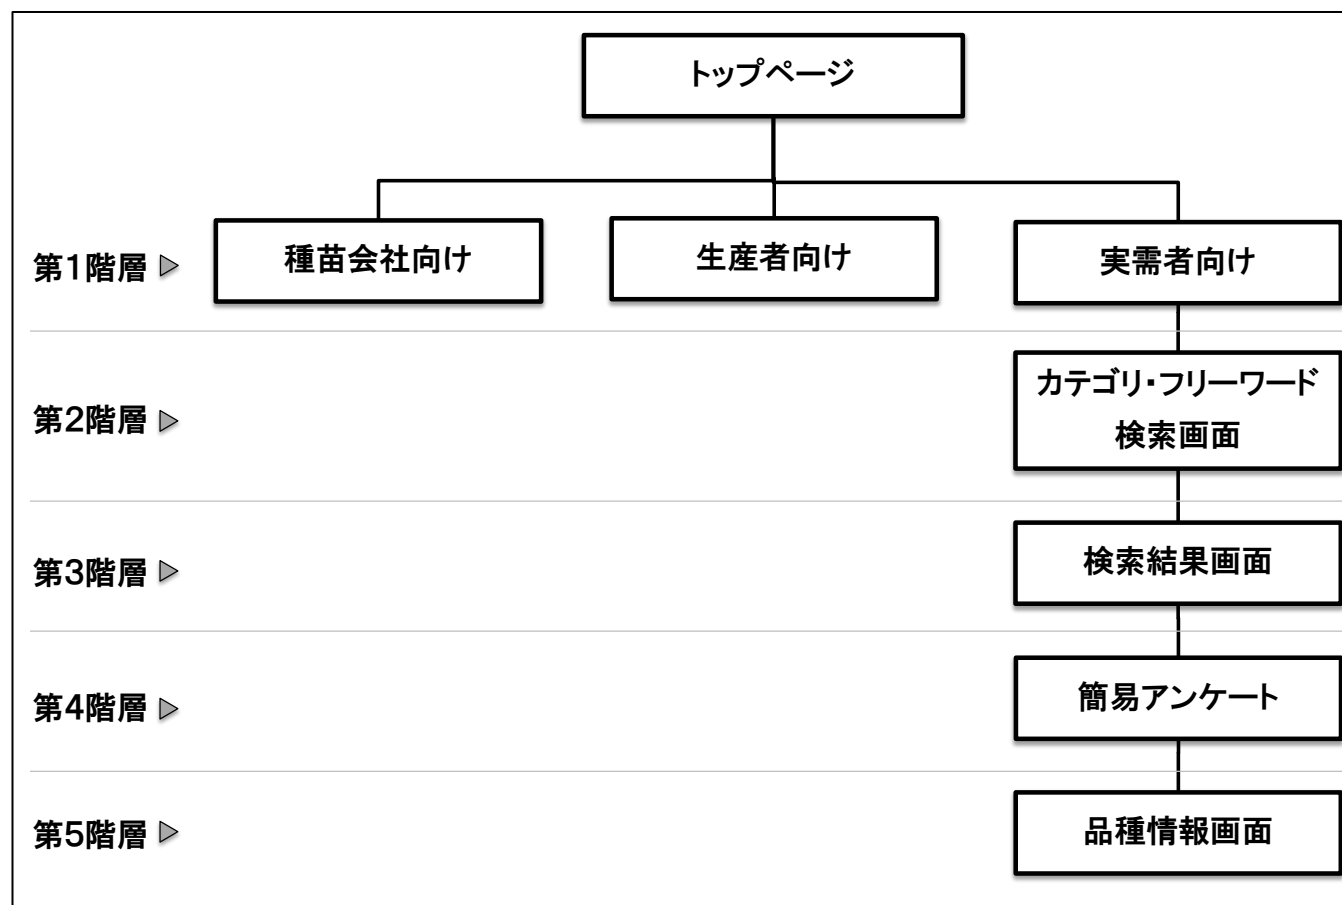 トップページ
第1階層
種苗会社向け
生産者向け
実需者向け
第2階層
カテゴリ・フリーワード
検索画面
第3階層
検索結果画面
第4階層
簡易アンケート
第5階層
品種情報画面